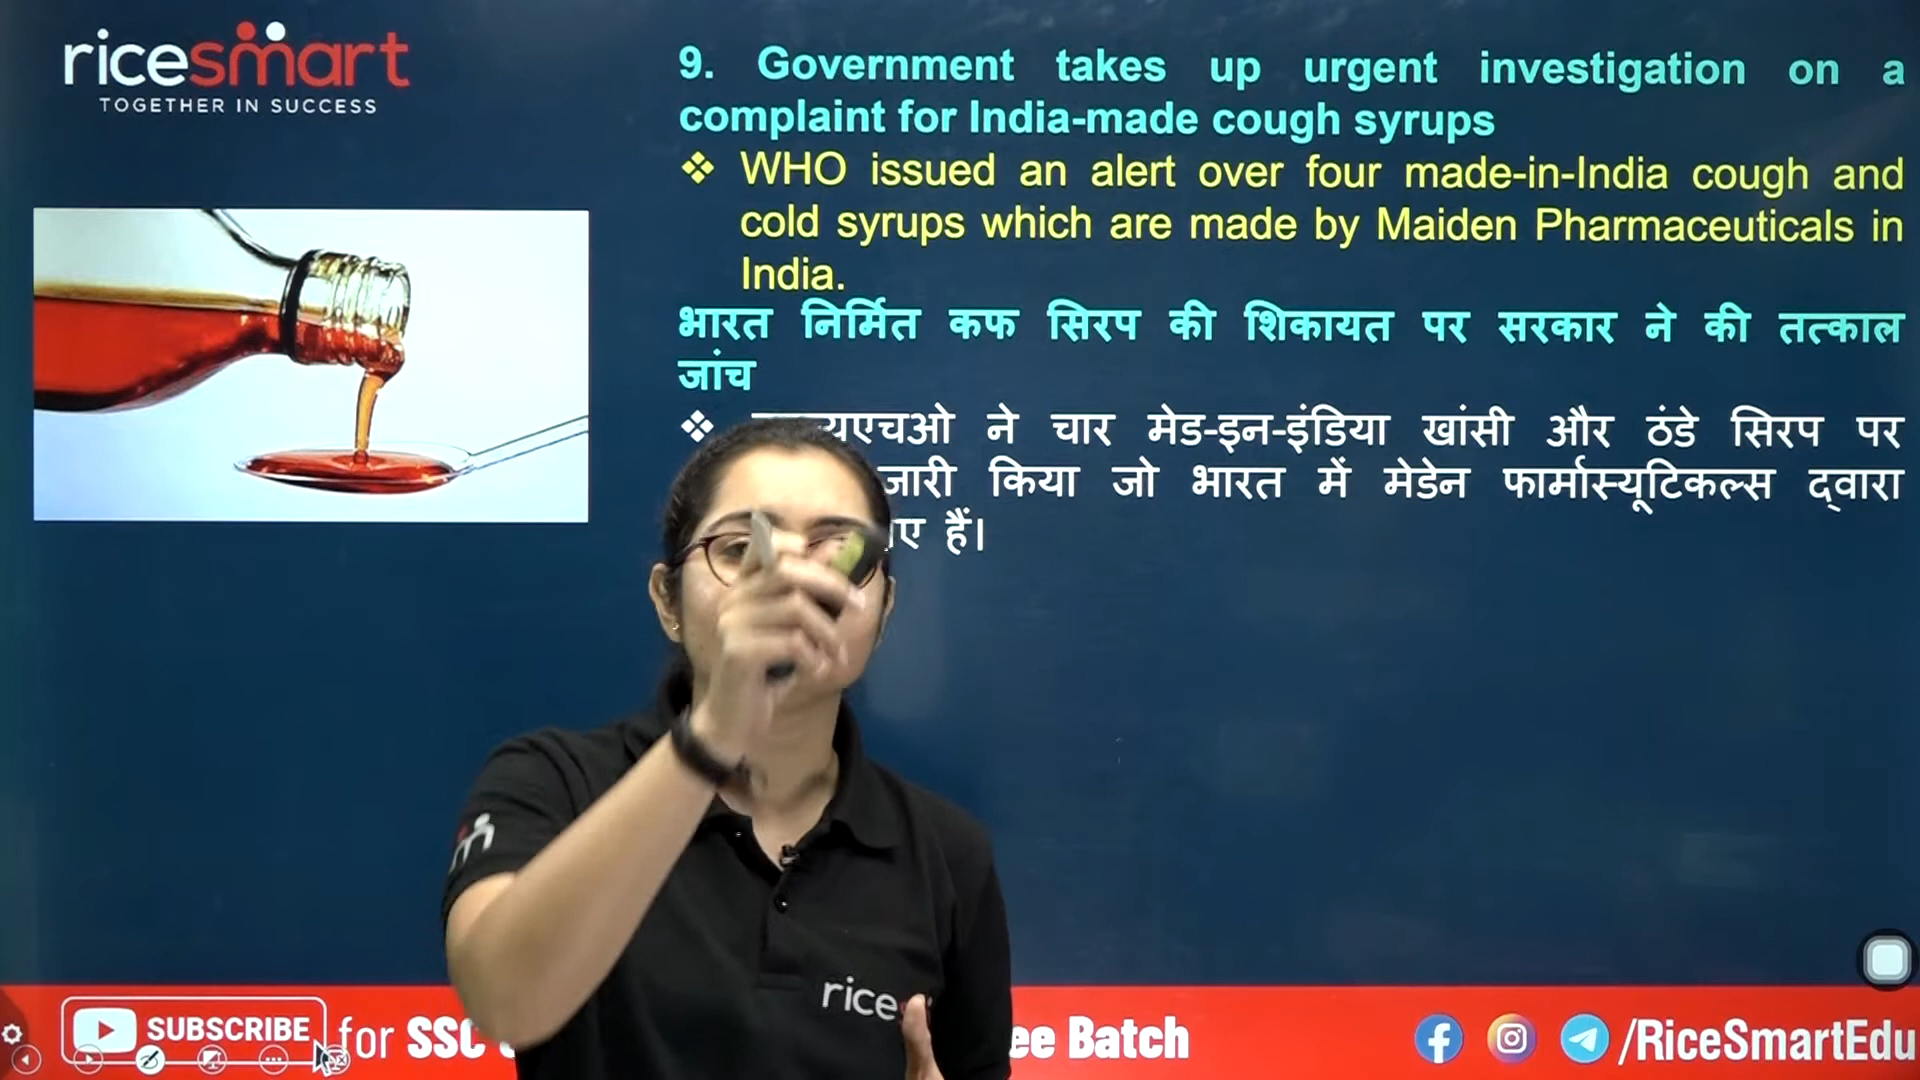 ricesmart
TOGETHER IN SUCCESS
9. Government takes up urgent investigation on a
complaint for India-made cough syrups
❖ WHO issued an alert over four made-in-India cough and
cold syrups which are made by Maiden Pharmaceuticals in
India.
भारत निर्मित कफ सिरप की शिकायत पर सरकार ने की तत्काल
जांच
❖ ने चार मेड-इन-इंडिया खांसी और ठंडे सिरप पर
जारी किया जो भारत में मेडेन फार्मास्यूटिकल्स द्वारा
हैं।
rice
SUBSCRIBE for SSC
Batch
/RiceSmartEdu